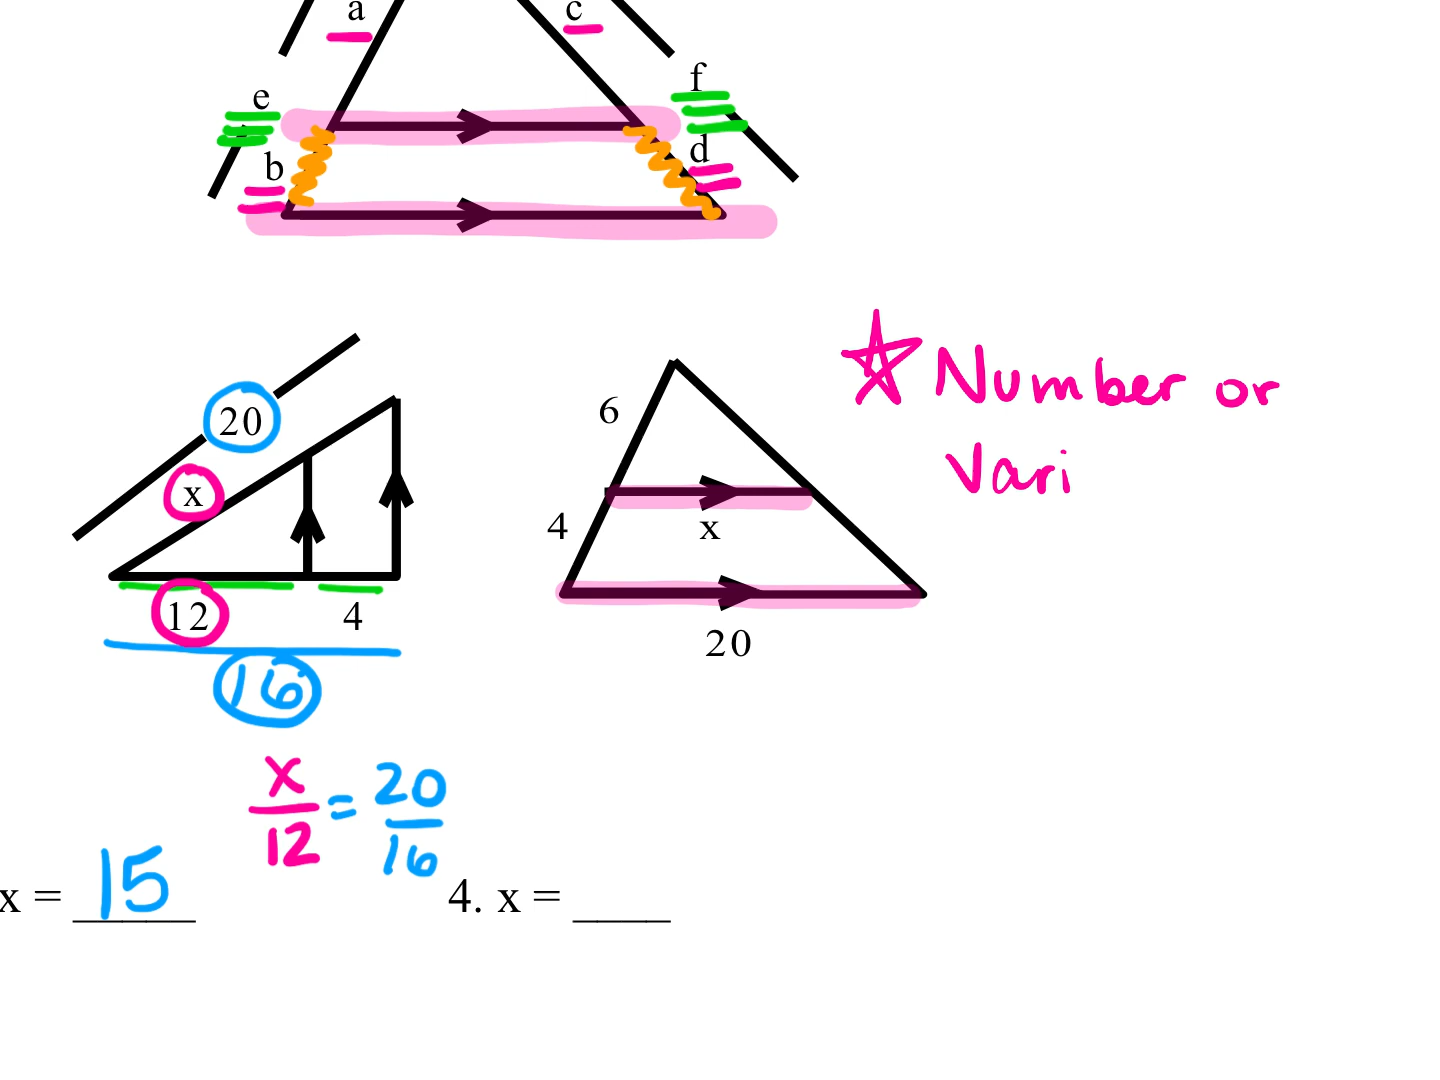 a c
e f
b d
Number or
20
6
x
Vari
4 x
12 4
20
16
x/12 = 20/16
x = 15
4. x = ____